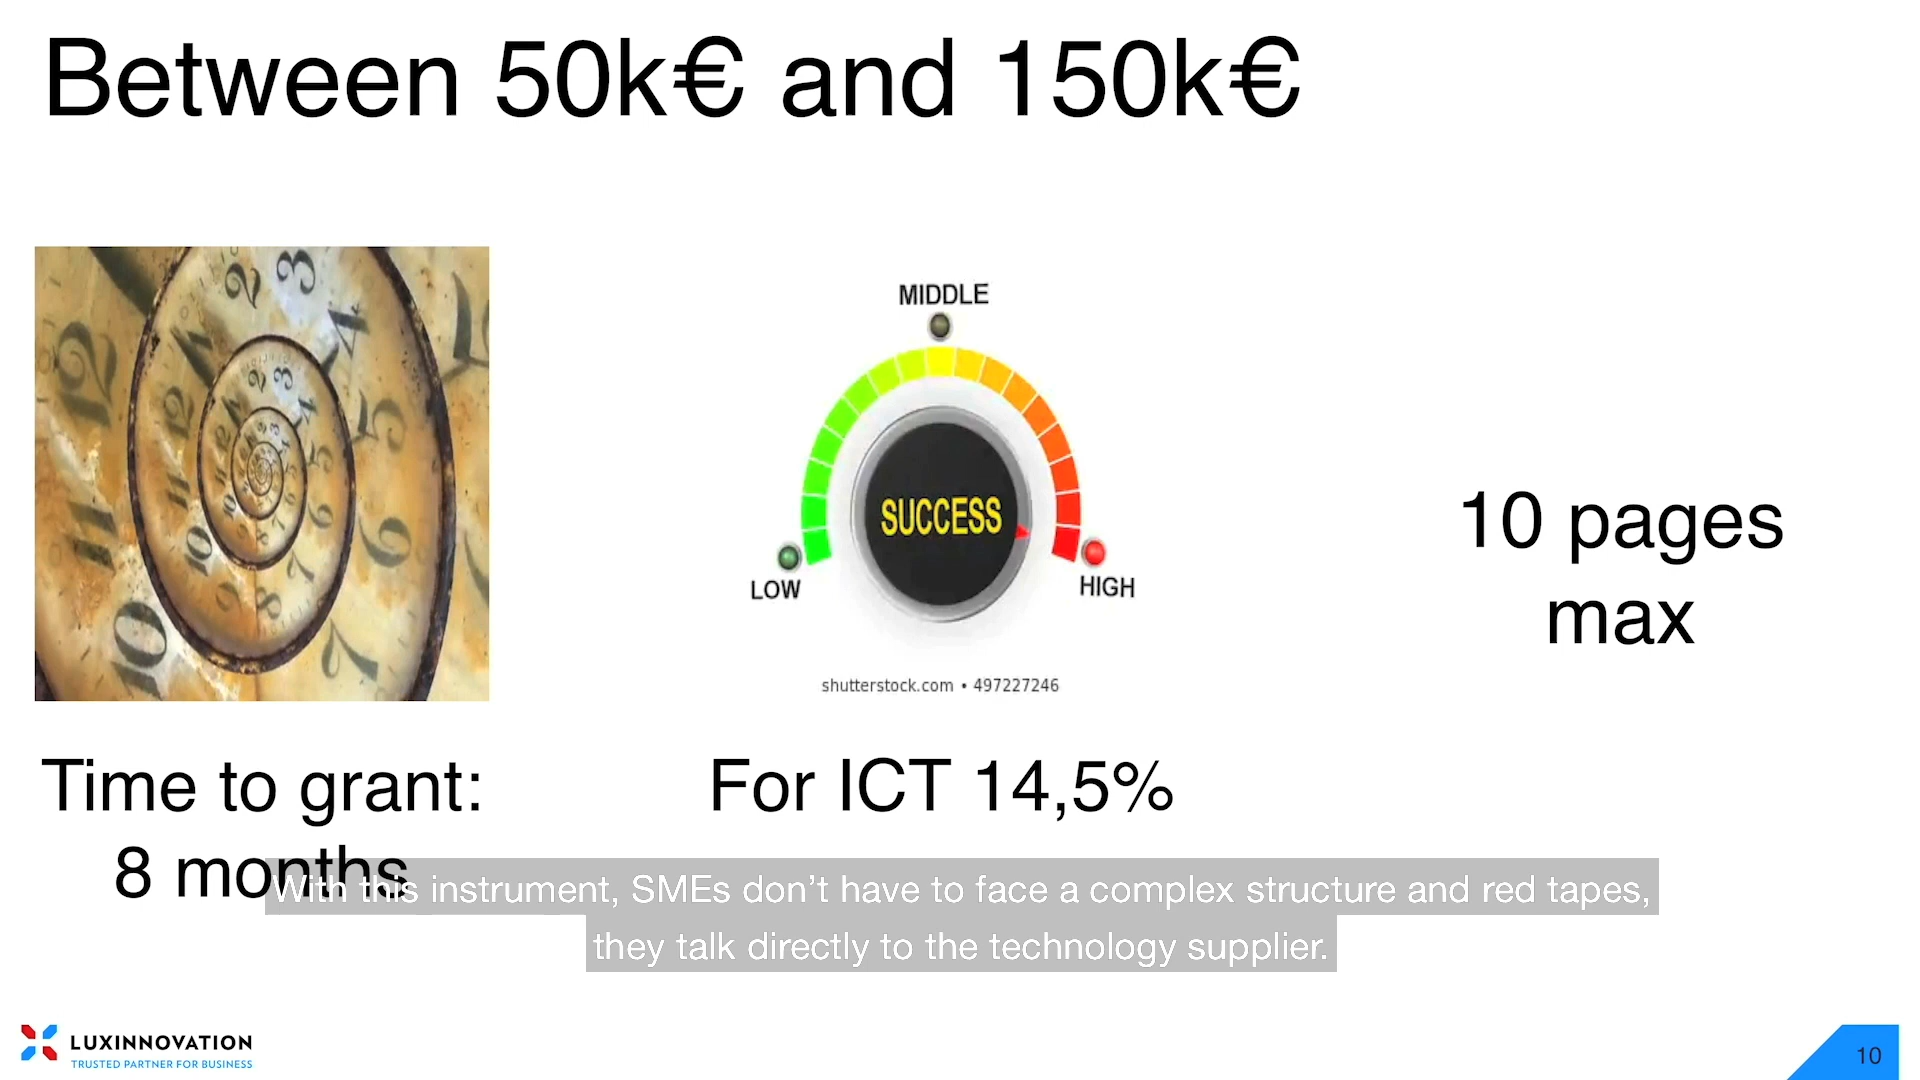 Between 50k€ and 150k€
MIDDLE
SUCCESS
LOW
HIGH
shutterstock.com • 497227246
10 pages
max
Time to grant:
8 months
For ICT 14,5%
With this instrument, SMEs don’t have to face a complex structure and red tapes,
they talk directly to the technology supplier.
LUXINNOVATION
TRUSTED PARTNER FOR BUSINESS
10